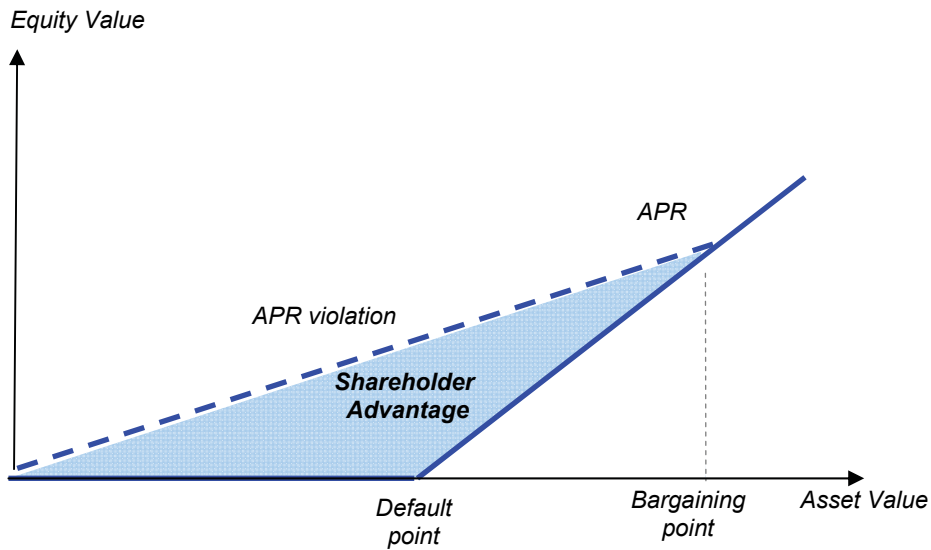 Equity Value
APR
APR violation
Shareholder
Advantage
Default
point
Bargaining
point
Asset Value